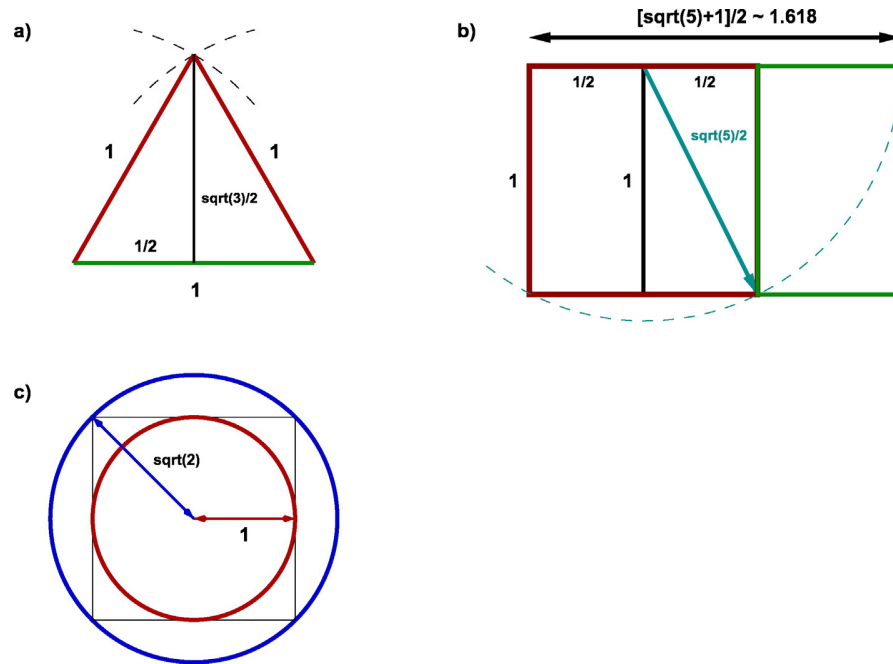 a)
1
1
sqrt(3)/2
1/2
1
b)
[sqrt(5)+1]/2 ~ 1.618
1/2
1/2
sqrt(5)/2
1
1
c)
sqrt(2)
1